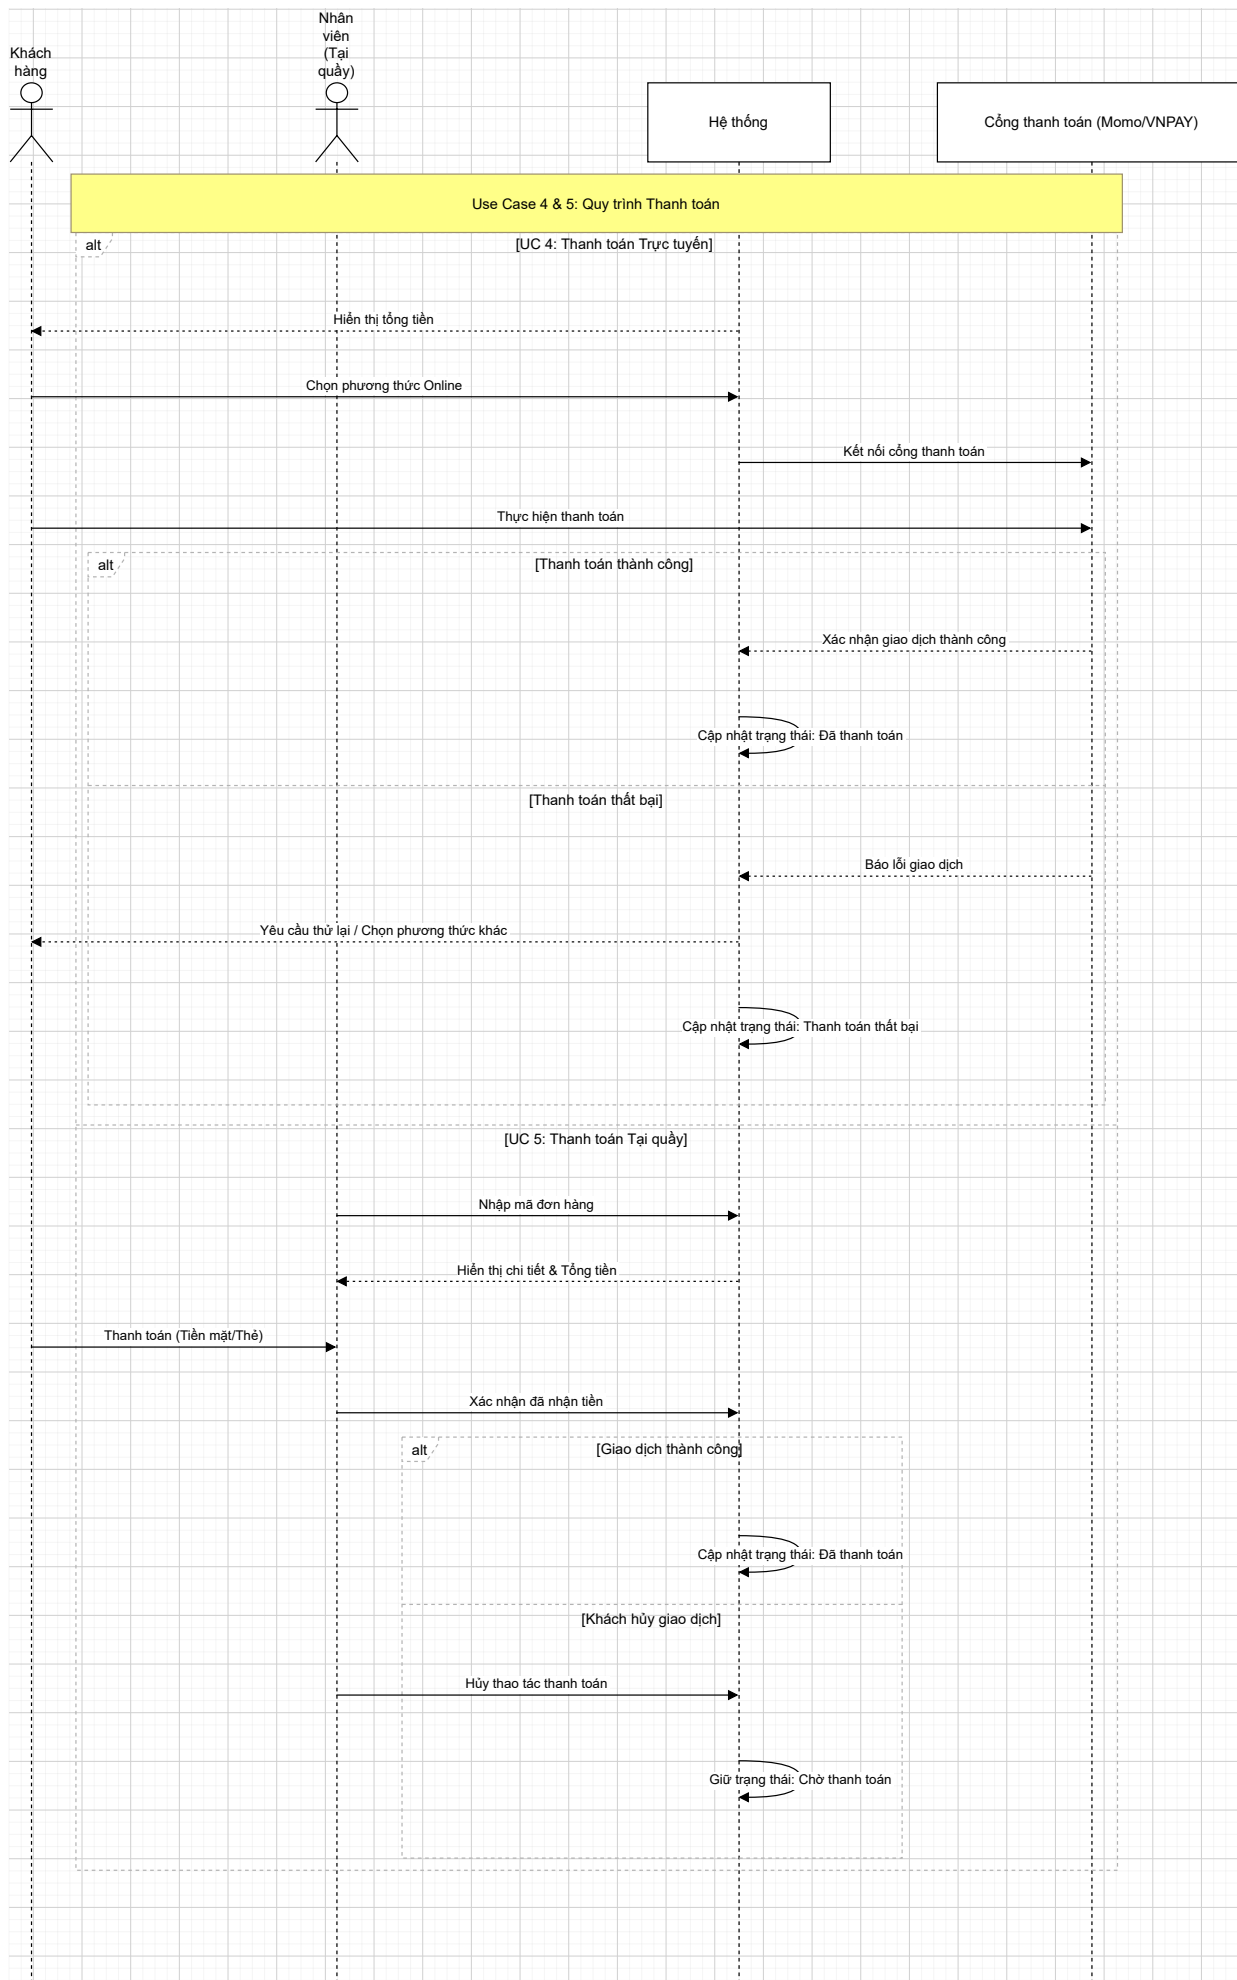 Khách
hàng
Nhân
viên
(Tại
quầy)
Hệ thống
Cổng thanh toán (Momo/VNPAY)
Use Case 4 & 5: Quy trình Thanh toán
alt
[UC 4: Thanh toán Trực tuyến]
Hiển thị tổng tiền
Chọn phương thức Online
Kết nối cổng thanh toán
Thực hiện thanh toán
alt
[Thanh toán thành công]
Xác nhận giao dịch thành công
Cập nhật trạng thái: Đã thanh toán
[Thanh toán thất bại]
Báo lỗi giao dịch
Yêu cầu thử lại / Chọn phương thức khác
Cập nhật trạng thái: Thanh toán thất bại
[UC 5: Thanh toán Tại quầy]
Nhập mã đơn hàng
Hiển thị chi tiết & Tổng tiền
Thanh toán (Tiền mặt/Thẻ)
Xác nhận đã nhận tiền
alt
[Giao dịch thành công]
Cập nhật trạng thái: Đã thanh toán
[Khách hủy giao dịch]
Hủy thao tác thanh toán
Giữ trạng thái: Chờ thanh toán